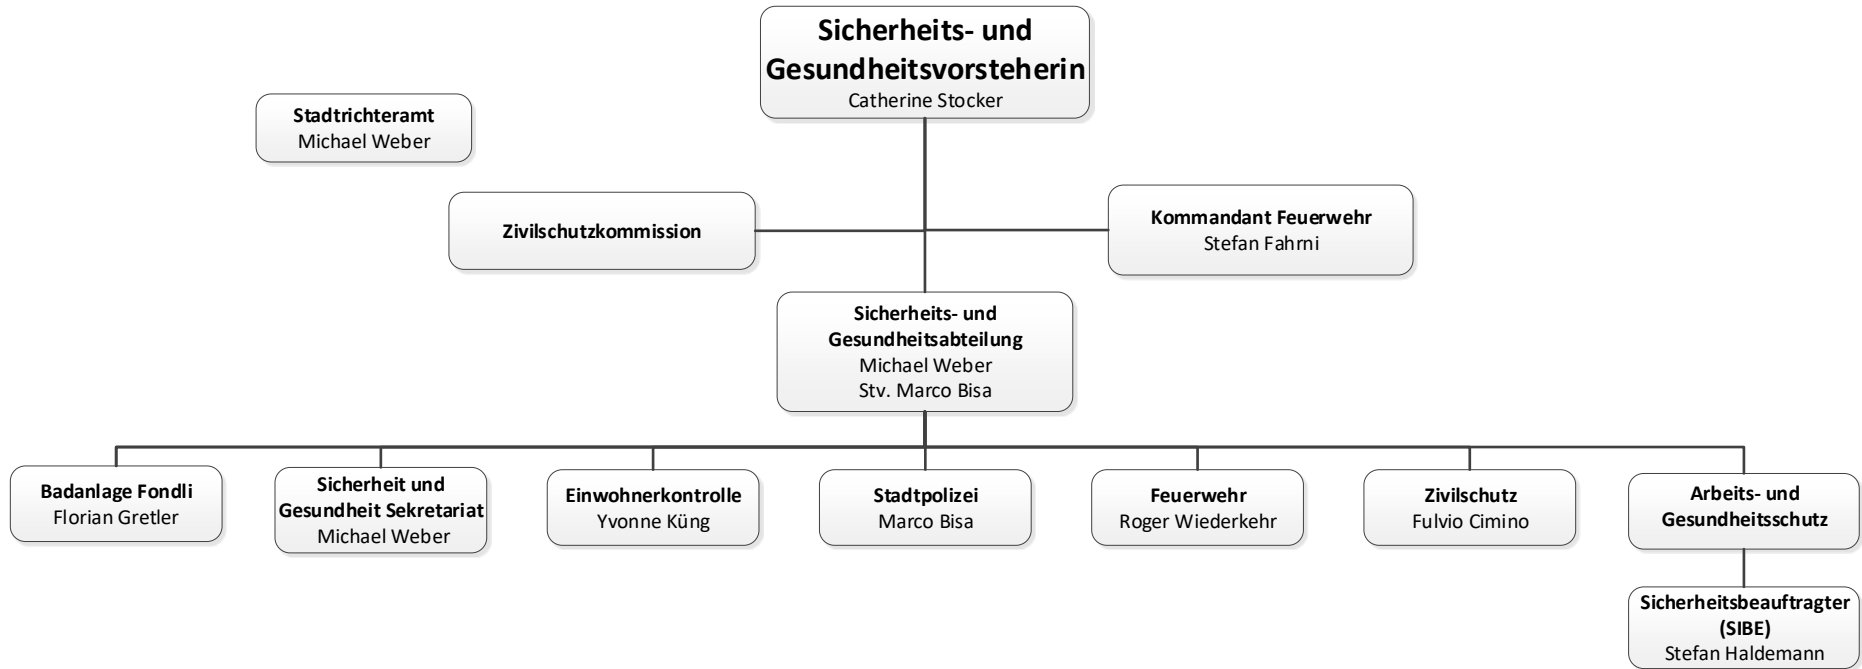 Sicherheits- und
Gesundheitsvorsteherin
Catherine Stocker
Stadtrichteramt
Michael Weber
Zivilschutzkommission
Kommandant Feuerwehr
Stefan Fahrni
Sicherheits- und
Gesundheitsabteilung
Michael Weber
Stv. Marco Bisa
Badanlage Fondli
Florian Gretler
Sicherheit und
Gesundheit Sekretariat
Michael Weber
Einwohnerkontrolle
Yvonne Küng
Stadtpolizei
Marco Bisa
Feuerwehr
Roger Wiederkehr
Zivilschutz
Fulvio Cimino
Arbeits- und
Gesundheitsschutz
Sicherheitsbeauftragter
(SIBE)
Stefan Haldemann